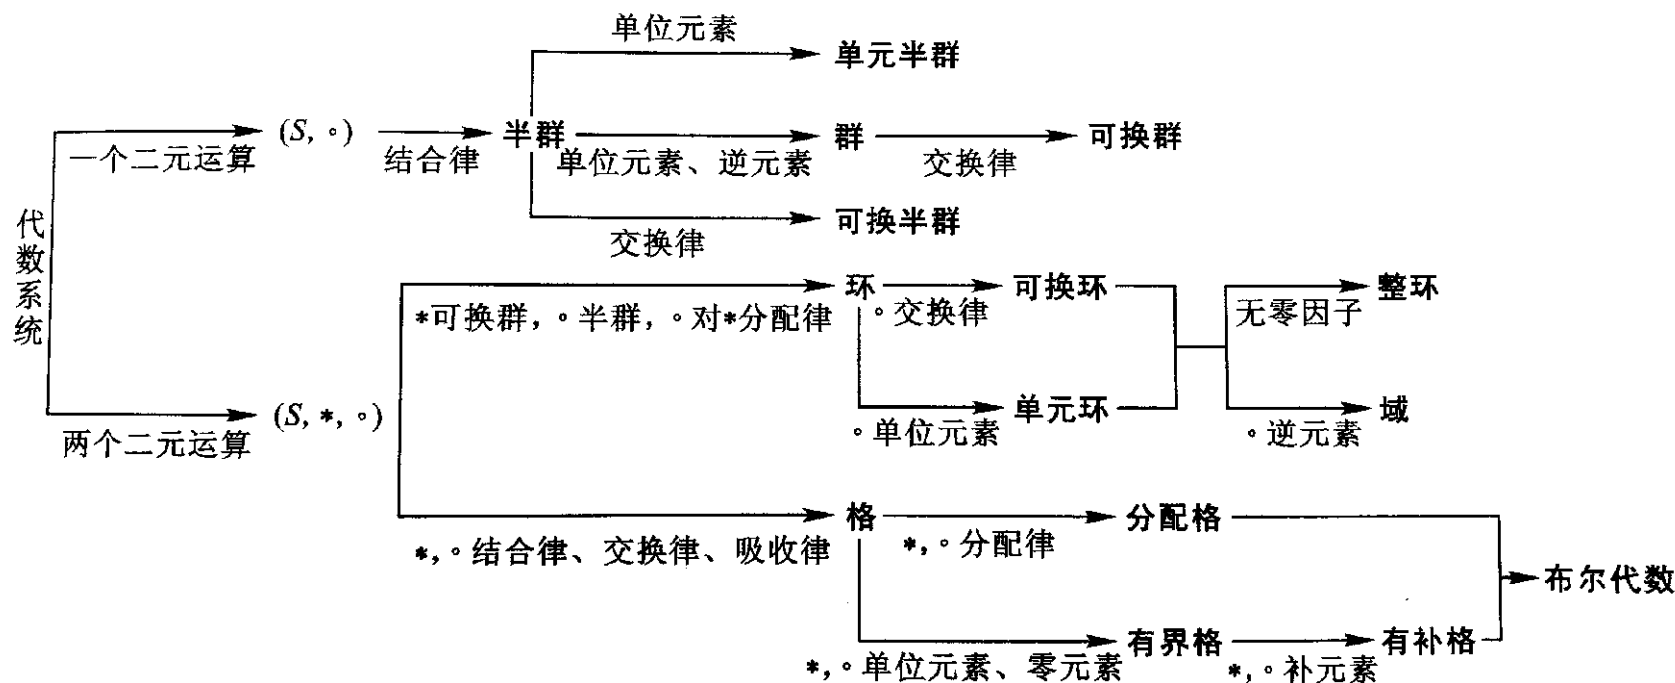 单位元素
单元半群
(S, ∘)
半群
群
可换群
一个二元运算
结合律
单位元素、逆元素
交换律
可换半群
交换律
代数系统
环
可换环
整环
*可换群，∘半群，∘对*分配律
∘交换律
无零因子
(S, *, ∘)
单元环
域
两个二元运算
∘单位元素
∘逆元素
格
分配格
*,∘结合律、交换律、吸收律
*,∘分配律
布尔代数
有界格
有补格
*,∘单位元素、零元素
*,∘补元素